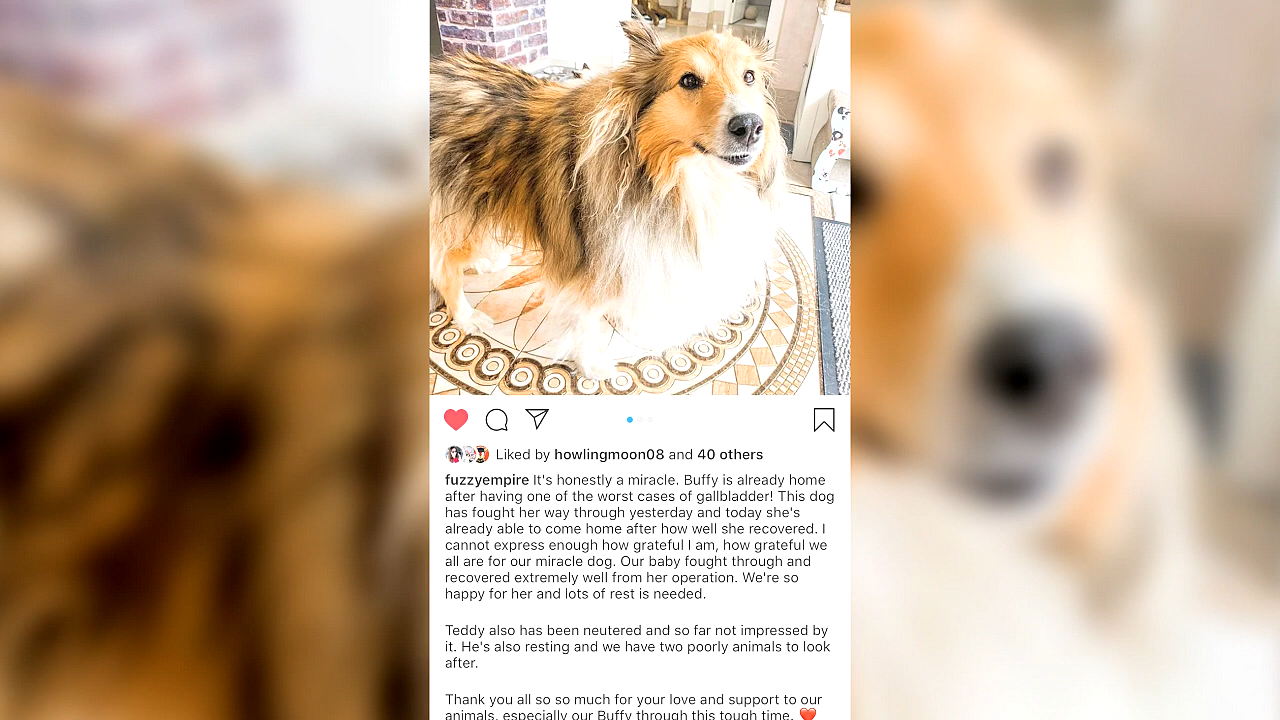 Liked by howlingmoon08 and 40 others
fuzzyempire It's honestly a miracle. Buffy is already home
after having one of the worst cases of gallbladder! This dog
has fought her way through yesterday and today she's
already able to come home after how well she recovered. I
cannot express enough how grateful I am, how grateful we
all are for our miracle dog. Our baby fought through and
recovered extremely well from her operation. We're so
happy for her and lots of rest is needed.
Teddy also has been neutered and so far not impressed by
it. He's also resting and we have two poorly animals to look
after.
Thank you all so so much for your love and support to our
animals, especially our Buffy through this tough time. ❤️